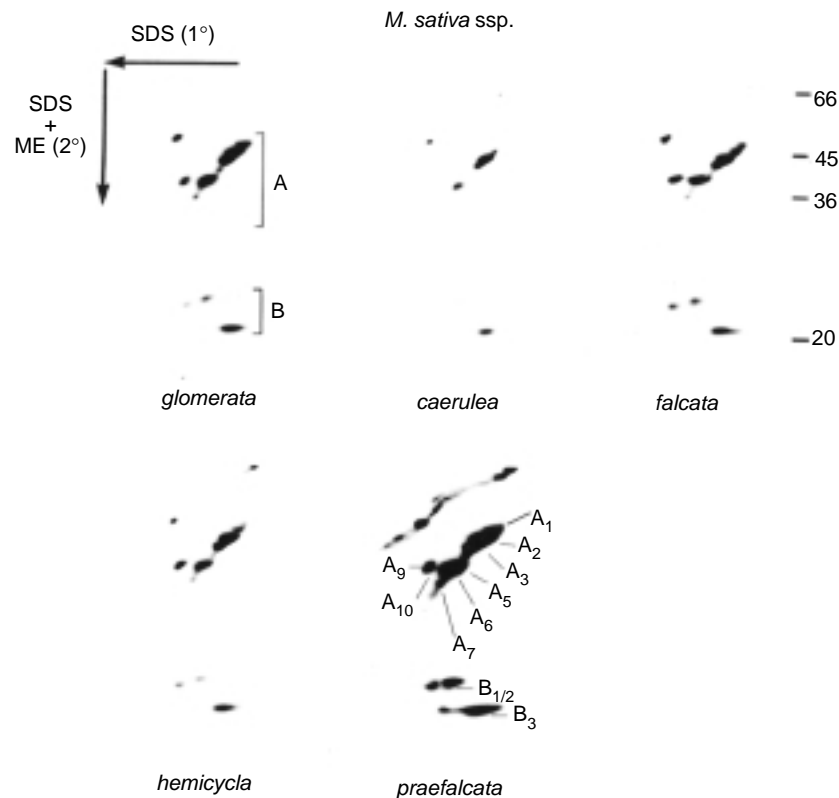 M. sativa ssp.
SDS (1°)
SDS
+
ME (2°)
66
45
36
20
A
B
glomerata
caerulea
falcata
A₁
A₂
A₃
A₅
A₆
A₇
A₉
A₁₀
B₁/₂
B₃
hemicycla
praefalcata